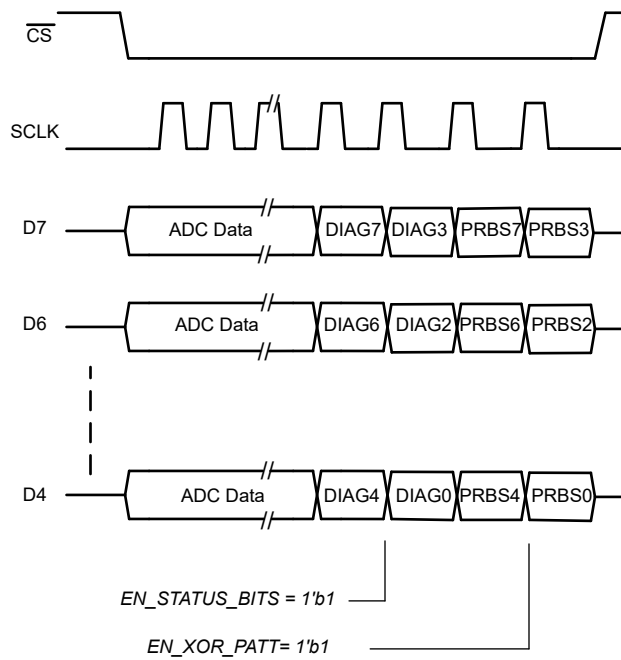 CS
SCLK
//
D7 ADC Data // DIAG7 DIAG3 PRBS7 PRBS3
D6 ADC Data // DIAG6 DIAG2 PRBS6 PRBS2
D4 ADC Data // DIAG4 DIAG0 PRBS4 PRBS0
EN_STATUS_BITS = 1'b1
EN_XOR_PATT= 1'b1